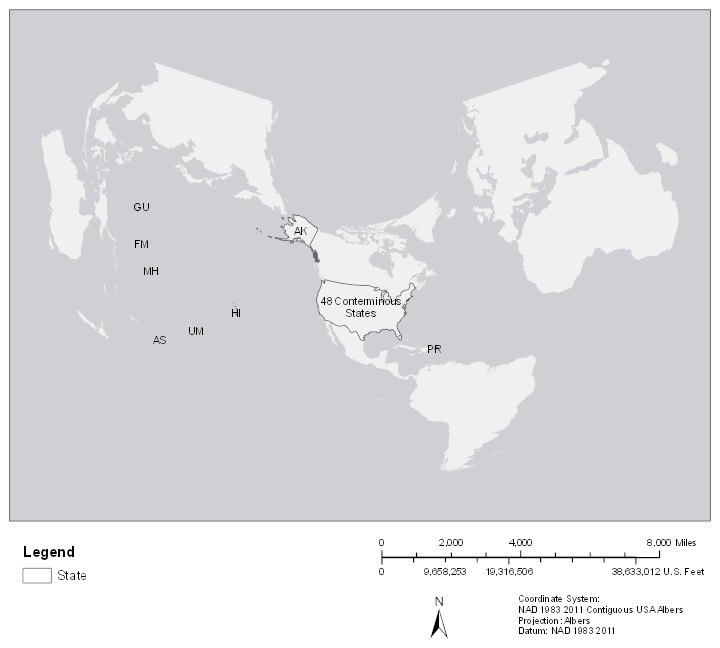 GU
AK
FM
MH
48 Conterminous
States
HI
UM
AS
PR
Legend
State
0 2,000 4,000 8,000 Miles
0 9,658,253 19,316,506 38,633,012 U.S. Feet
N
Coordinate System:
NAD 1983 2011 Contiguous USA Albers
Projection: Albers
Datum: NAD 1983 2011